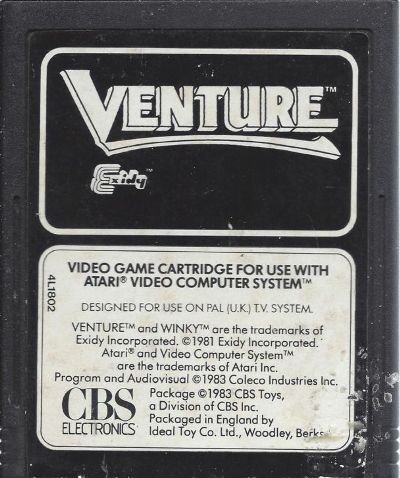 VENTURE™
Exidy™
VIDEO GAME CARTRIDGE FOR USE WITH
ATARI® VIDEO COMPUTER SYSTEM™
DESIGNED FOR USE ON PAL (U.K.) T.V. SYSTEM.
VENTURE™ and WINKY™ are the trademarks of
Exidy Incorporated. ©1981 Exidy Incorporated.
Atari® and Video Computer System™
are the trademarks of Atari Inc.
Program and Audiovisual ©1983 Coleco Industries Inc.
CBS
ELECTRONICS
Package ©1983 CBS Toys,
a Division of CBS Inc.
Packaged in England by
Ideal Toy Co. Ltd., Woodley, Berks
4L1802